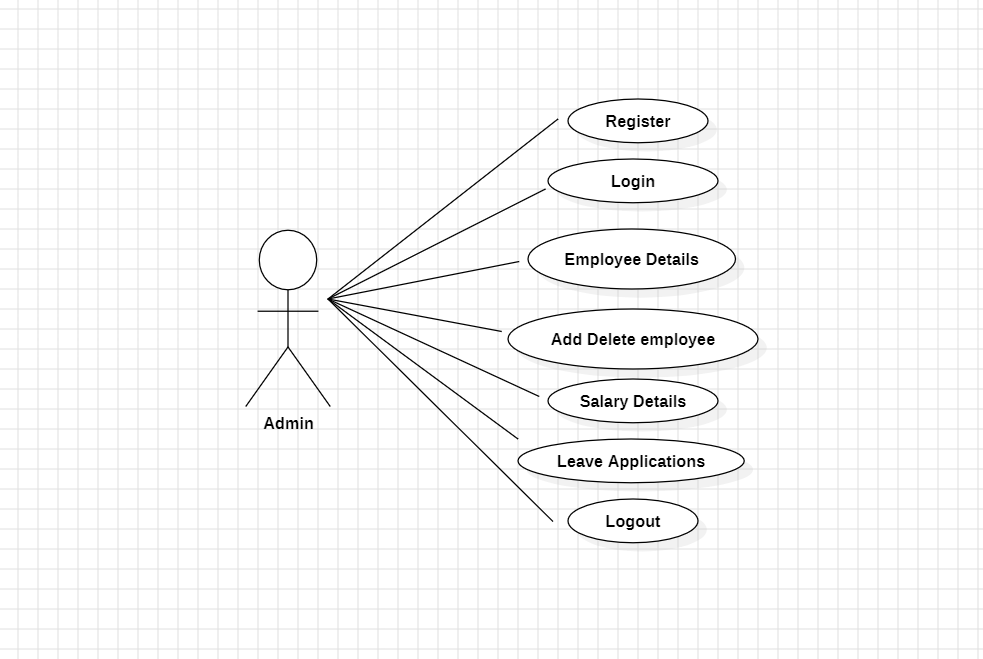 Register
Login
Employee Details
Add Delete employee
Salary Details
Leave Applications
Logout
Admin